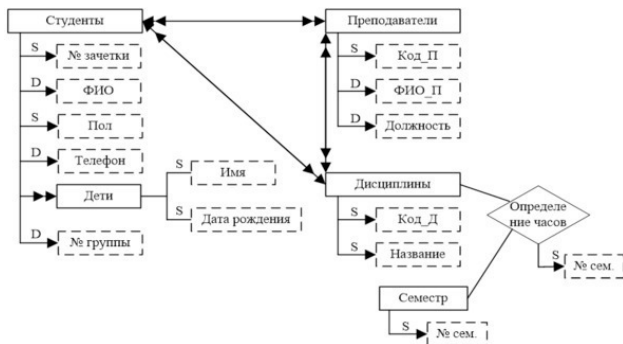 Студенты
Преподаватели
S
№ зачетки
D
ФИО
S
Пол
D
Телефон
Дети
S
Имя
S
Дата рождения
D
№ группы
S
Код_П
D
ФИО_П
D
Должность
Дисциплины
S
Код_Д
S
Название
Определе
ние часов
S
№ сем.
Семестр
S
№ сем.